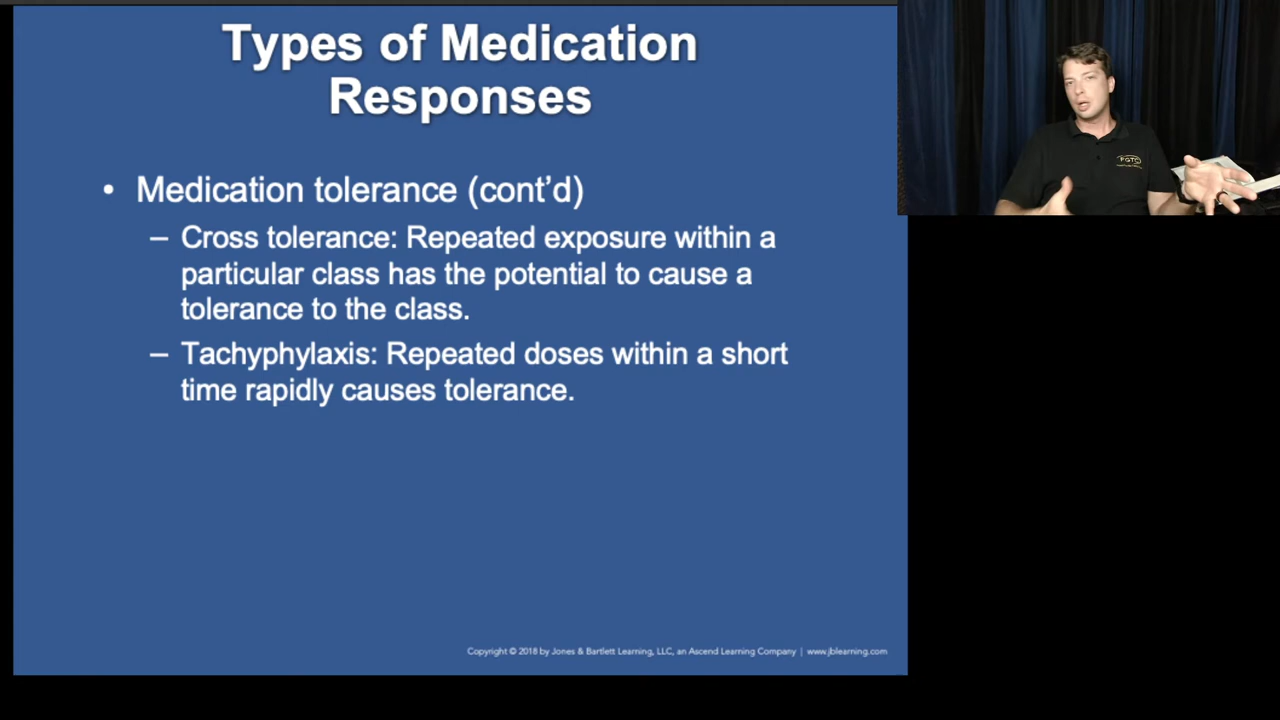 Types of Medication
Responses
• Medication tolerance (cont’d)
– Cross tolerance: Repeated exposure within a
particular class has the potential to cause a
tolerance to the class.
– Tachyphylaxis: Repeated doses within a short
time rapidly causes tolerance.
Copyright © 2018 by Jones & Bartlett Learning, LLC, an Ascend Learning Company | www.jblearning.com
PGTC